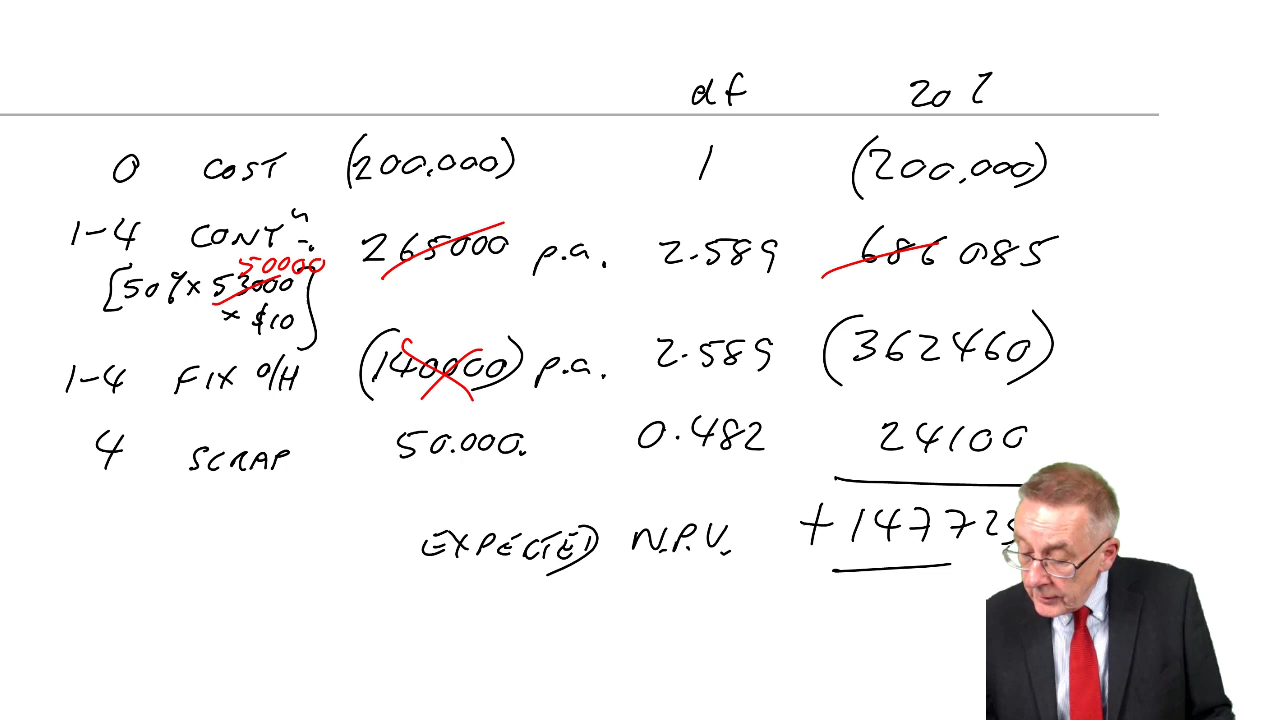 df 20 %
0 COST (200.000) 1 (200.000)
1-4 CONTⁿ. 265000 p.a. 2.589 686 085
50000
[50% × 53000
× $10]
1-4 FIX O/H (140000) p.a. 2.589 (362460)
4 SCRAP 50.000. 0.482 24100
EXPECTED N.P.V. + 14772